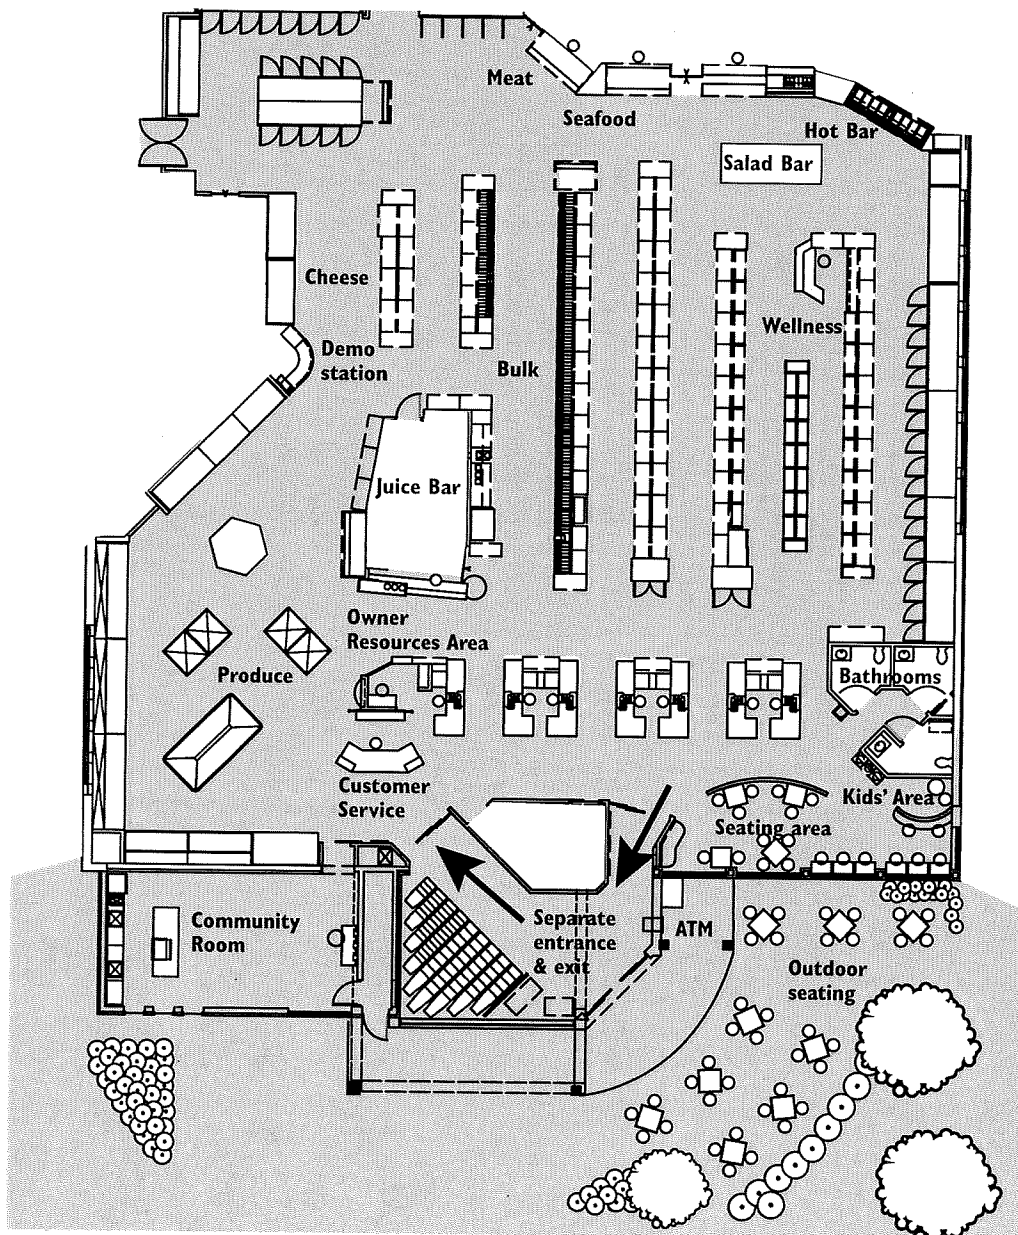 Meat
Seafood
Hot Bar
Salad Bar
Cheese
Wellness
Demo
station
Bulk
Juice Bar
Owner
Resources Area
Produce
Bathrooms
Customer
Service
Kids' Area
Seating area
Community
Room
Separate
entrance
& exit
ATM
Outdoor
seating